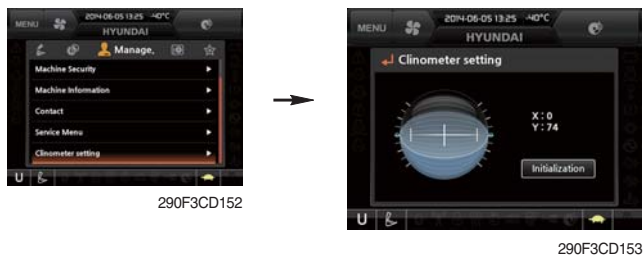 MENU
2014-06-05 13:25 -40°C
HYUNDAI
Manage.
Machine Security
Machine Information
Contact
Service Menu
Clinometer setting
U
290F3CD152
MENU
2014-06-05 13:25 -40°C
HYUNDAI
Clinometer setting
X : 0
Y : 74
Initialization
U
290F3CD153